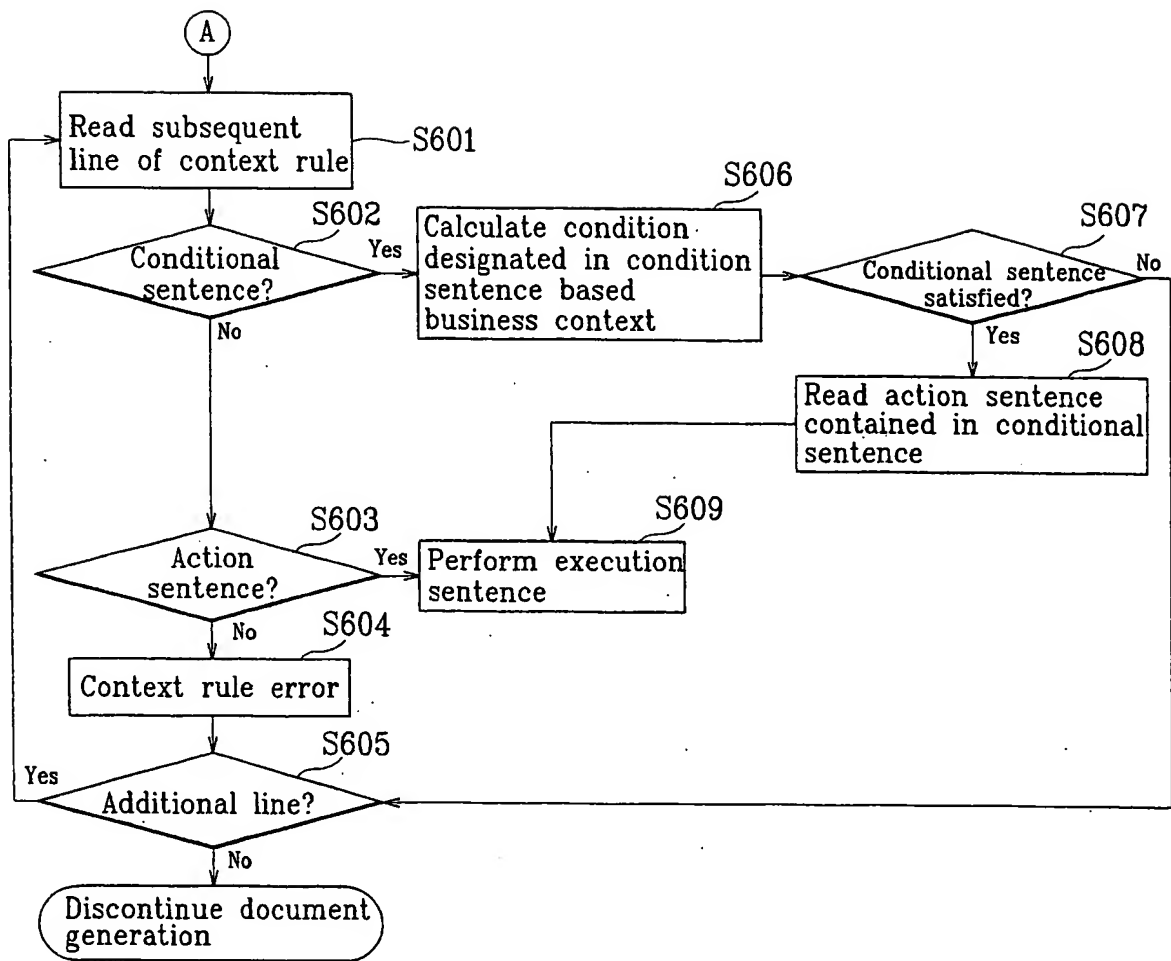 A
Read subsequent
line of context rule
S601
S602
Conditional
sentence?
Yes
No
S606
Calculate condition
designated in condition
sentence based
business context
S607
Conditional sentence
satisfied?
No
Yes
S608
Read action sentence
contained in conditional
sentence
S603
Action
sentence?
Yes
No
S609
Perform execution
sentence
S604
Context rule error
S605
Additional line?
Yes
No
Discontinue document
generation